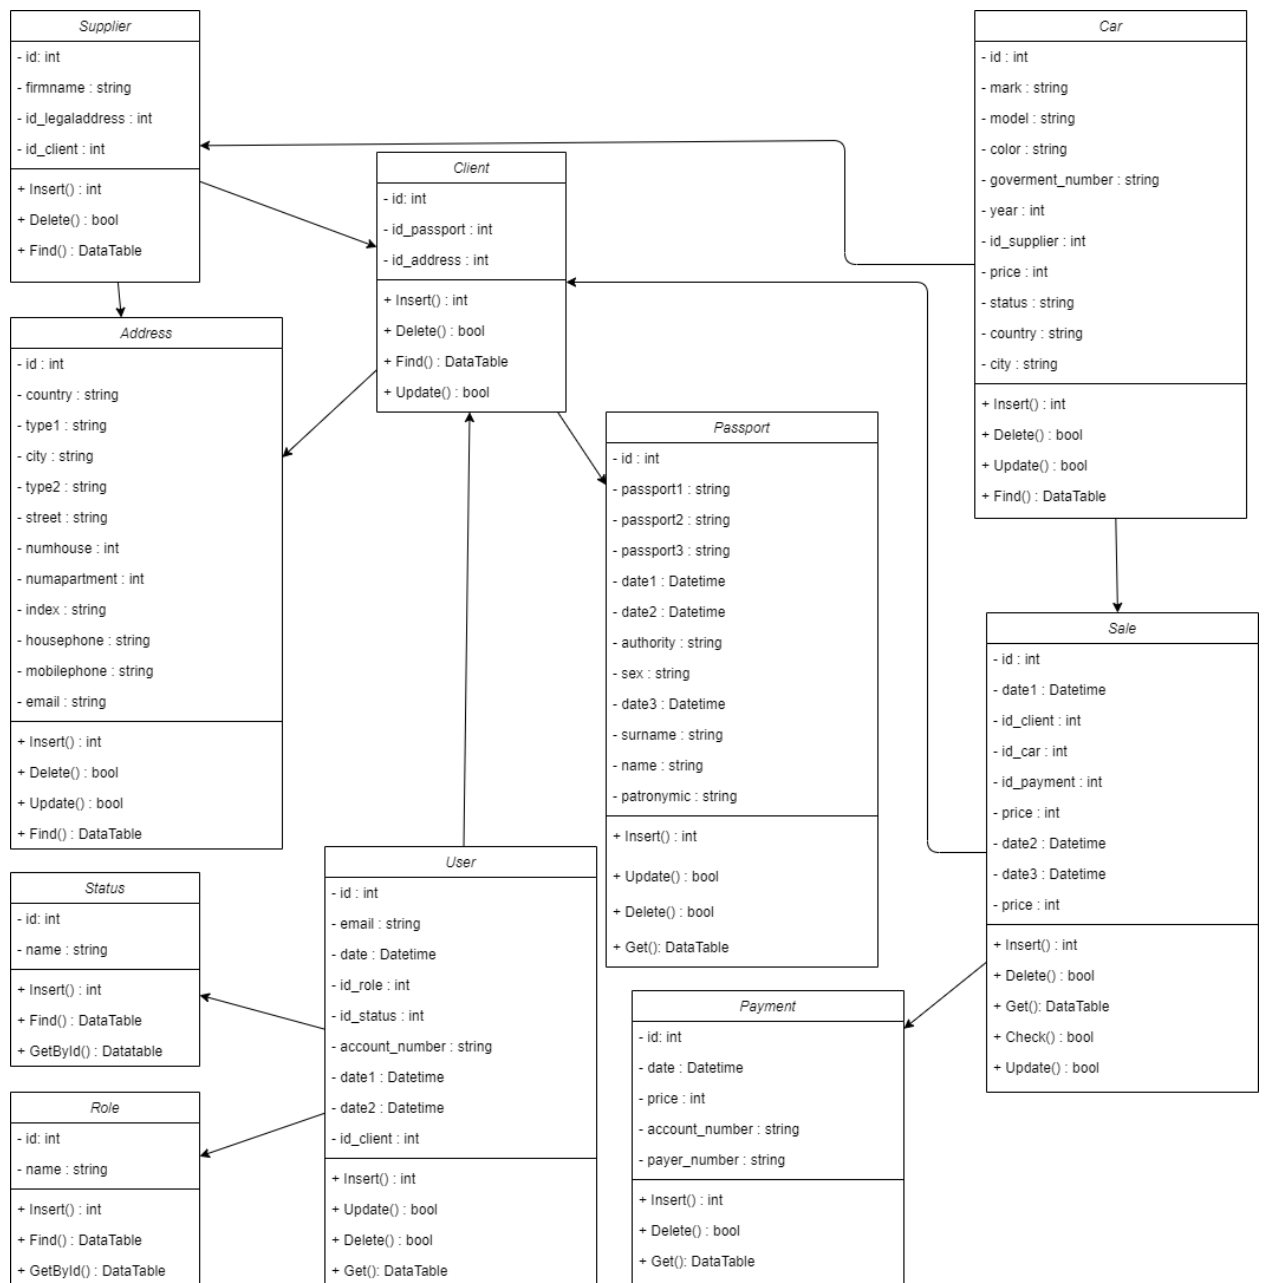 Supplier
- id: int
- firmname : string
- id_legaladdress : int
- id_client : int
+ Insert() : int
+ Delete() : bool
+ Find() : DataTable
Client
- id: int
- id_passport : int
- id_address : int
+ Insert() : int
+ Delete() : bool
+ Find() : DataTable
+ Update() : bool
Car
- id : int
- mark : string
- model : string
- color : string
- goverment_number : string
- year : int
- id_supplier : int
- price : int
- status : string
- country : string
- city : string
+ Insert() : int
+ Delete() : bool
+ Update() : bool
+ Find() : DataTable
Address
- id : int
- country : string
- type1 : string
- city : string
- type2 : string
- street : string
- numhouse : int
- numapartment : int
- index : string
- housephone : string
- mobilephone : string
- email : string
+ Insert() : int
+ Delete() : bool
+ Update() : bool
+ Find() : DataTable
Passport
- id : int
- passport1 : string
- passport2 : string
- passport3 : string
- date1 : Datetime
- date2 : Datetime
- authority : string
- sex : string
- date3 : Datetime
- surname : string
- name : string
- patronymic : string
+ Insert() : int
+ Update() : bool
+ Delete() : bool
+ Get(): DataTable
Sale
- id : int
- date1 : Datetime
- id_client : int
- id_car : int
- id_payment : int
- price : int
- date2 : Datetime
- date3 : Datetime
- price : int
+ Insert() : int
+ Delete() : bool
+ Get(): DataTable
+ Check() : bool
+ Update() : bool
Status
- id: int
- name : string
+ Insert() : int
+ Find() : DataTable
+ GetById() : Datatable
User
- id : int
- email : string
- date : Datetime
- id_role : int
- id_status : int
- account_number : string
- date1 : Datetime
- date2 : Datetime
- id_client : int
+ Insert() : int
+ Update() : bool
+ Delete() : bool
+ Get(): DataTable
Payment
- id: int
- date : Datetime
- price : int
- account_number : string
- payer_number : string
+ Insert() : int
+ Delete() : bool
+ Get(): DataTable
Role
- id: int
- name : string
+ Insert() : int
+ Find() : DataTable
+ GetById() : DataTable